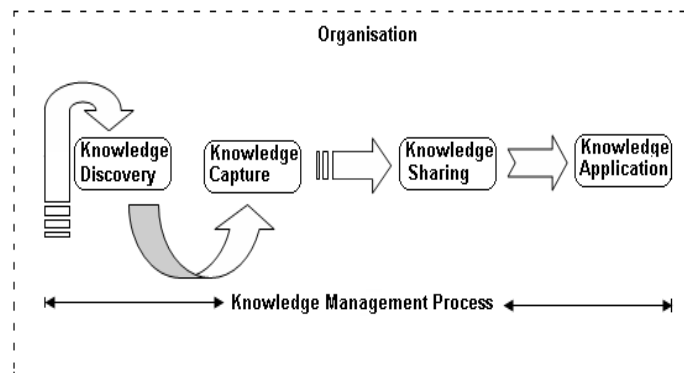 Organisation
Knowledge
Discovery
Knowledge
Capture
Knowledge
Sharing
Knowledge
Application
Knowledge Management Process